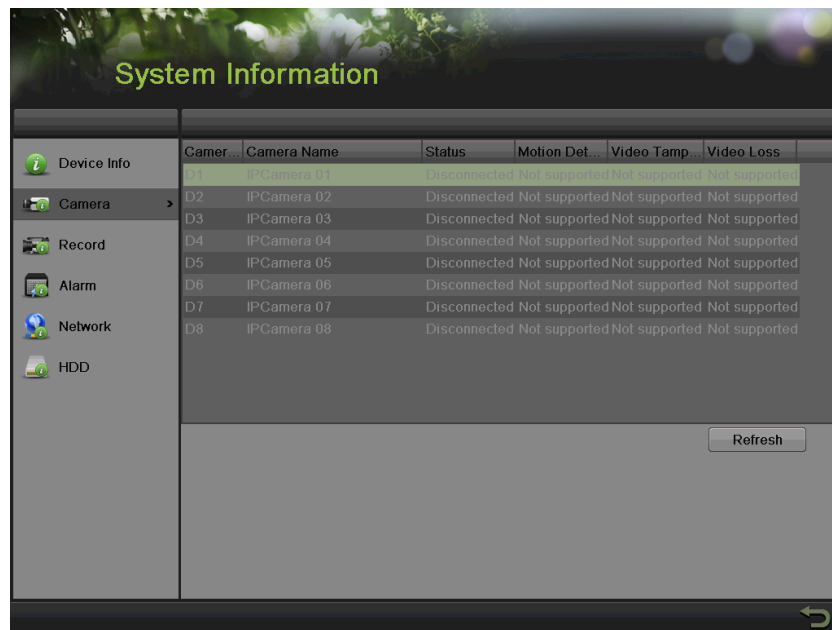 System Information
Device Info
Camera
Record
Alarm
Network
HDD
Camer... Camera Name Status Motion Det... Video Tamp... Video Loss
D1 IPCamera 01 Disconnected Not supported Not supported Not supported
D2 IPCamera 02 Disconnected Not supported Not supported Not supported
D3 IPCamera 03 Disconnected Not supported Not supported Not supported
D4 IPCamera 04 Disconnected Not supported Not supported Not supported
D5 IPCamera 05 Disconnected Not supported Not supported Not supported
D6 IPCamera 06 Disconnected Not supported Not supported Not supported
D7 IPCamera 07 Disconnected Not supported Not supported Not supported
D8 IPCamera 08 Disconnected Not supported Not supported Not supported
Refresh